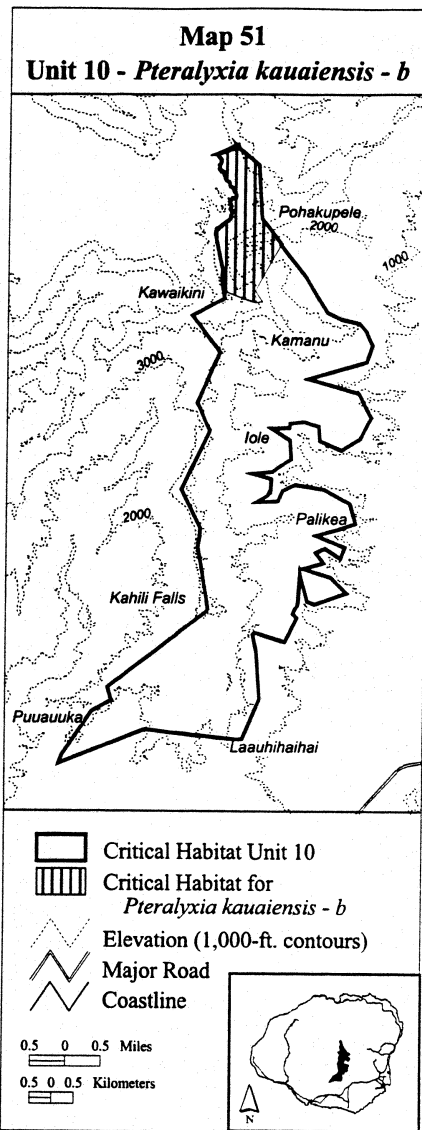 Map 51
Unit 10 - Pteralyxia kauaiensis - b
Pohakupele
2000
1000
Kawaikini
Kamanu
3000
Iole
2000
Palikea
Kahili Falls
Puuauuka
Laauhihaihai
Critical Habitat Unit 10
Critical Habitat for
Pteralyxia kauaiensis - b
Elevation (1,000-ft. contours)
Major Road
Coastline
0.5 0 0.5 Miles
0.5 0 0.5 Kilometers
N